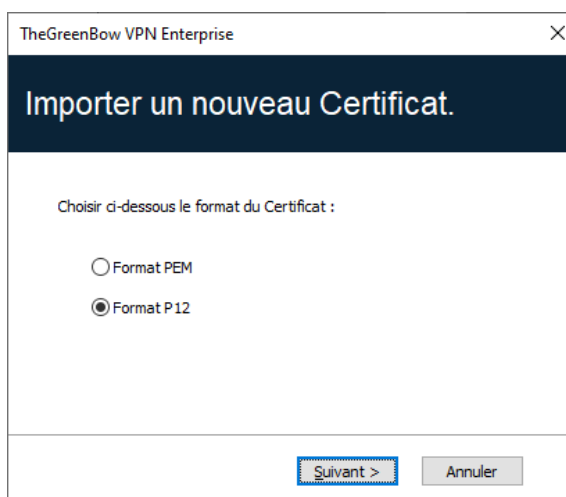 TheGreenBow VPN Enterprise
Importer un nouveau Certificat.
Choisir ci-dessous le format du Certificat :
Format PEM
Format P12
Suivant >
Annuler